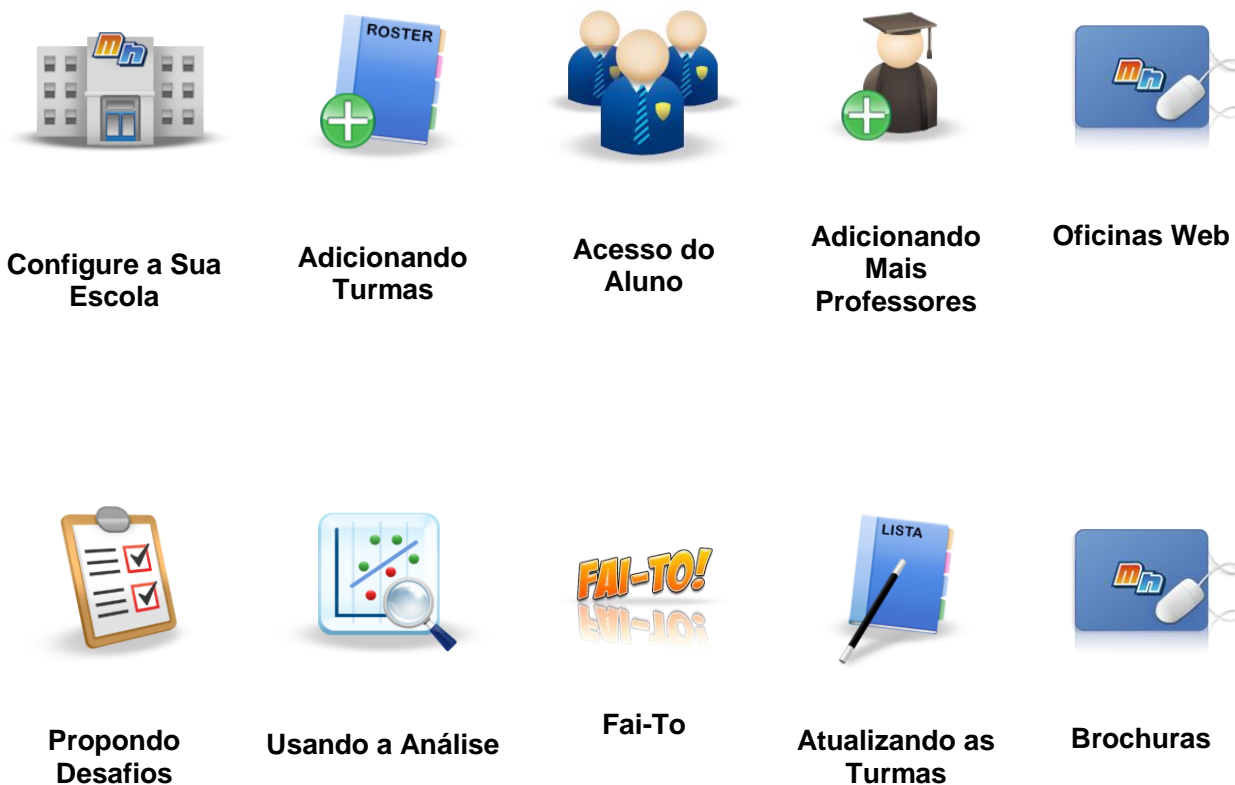 Mn
ROSTER
Mn
Configure a Sua
Escola
Adicionando
Turmas
Acesso do
Aluno
Adicionando
Mais
Professores
Oficinas Web
FAI-TO!
LISTA
Mn
Propondo
Desafios
Usando a Análise
Fai-To
Atualizando as
Turmas
Brochuras